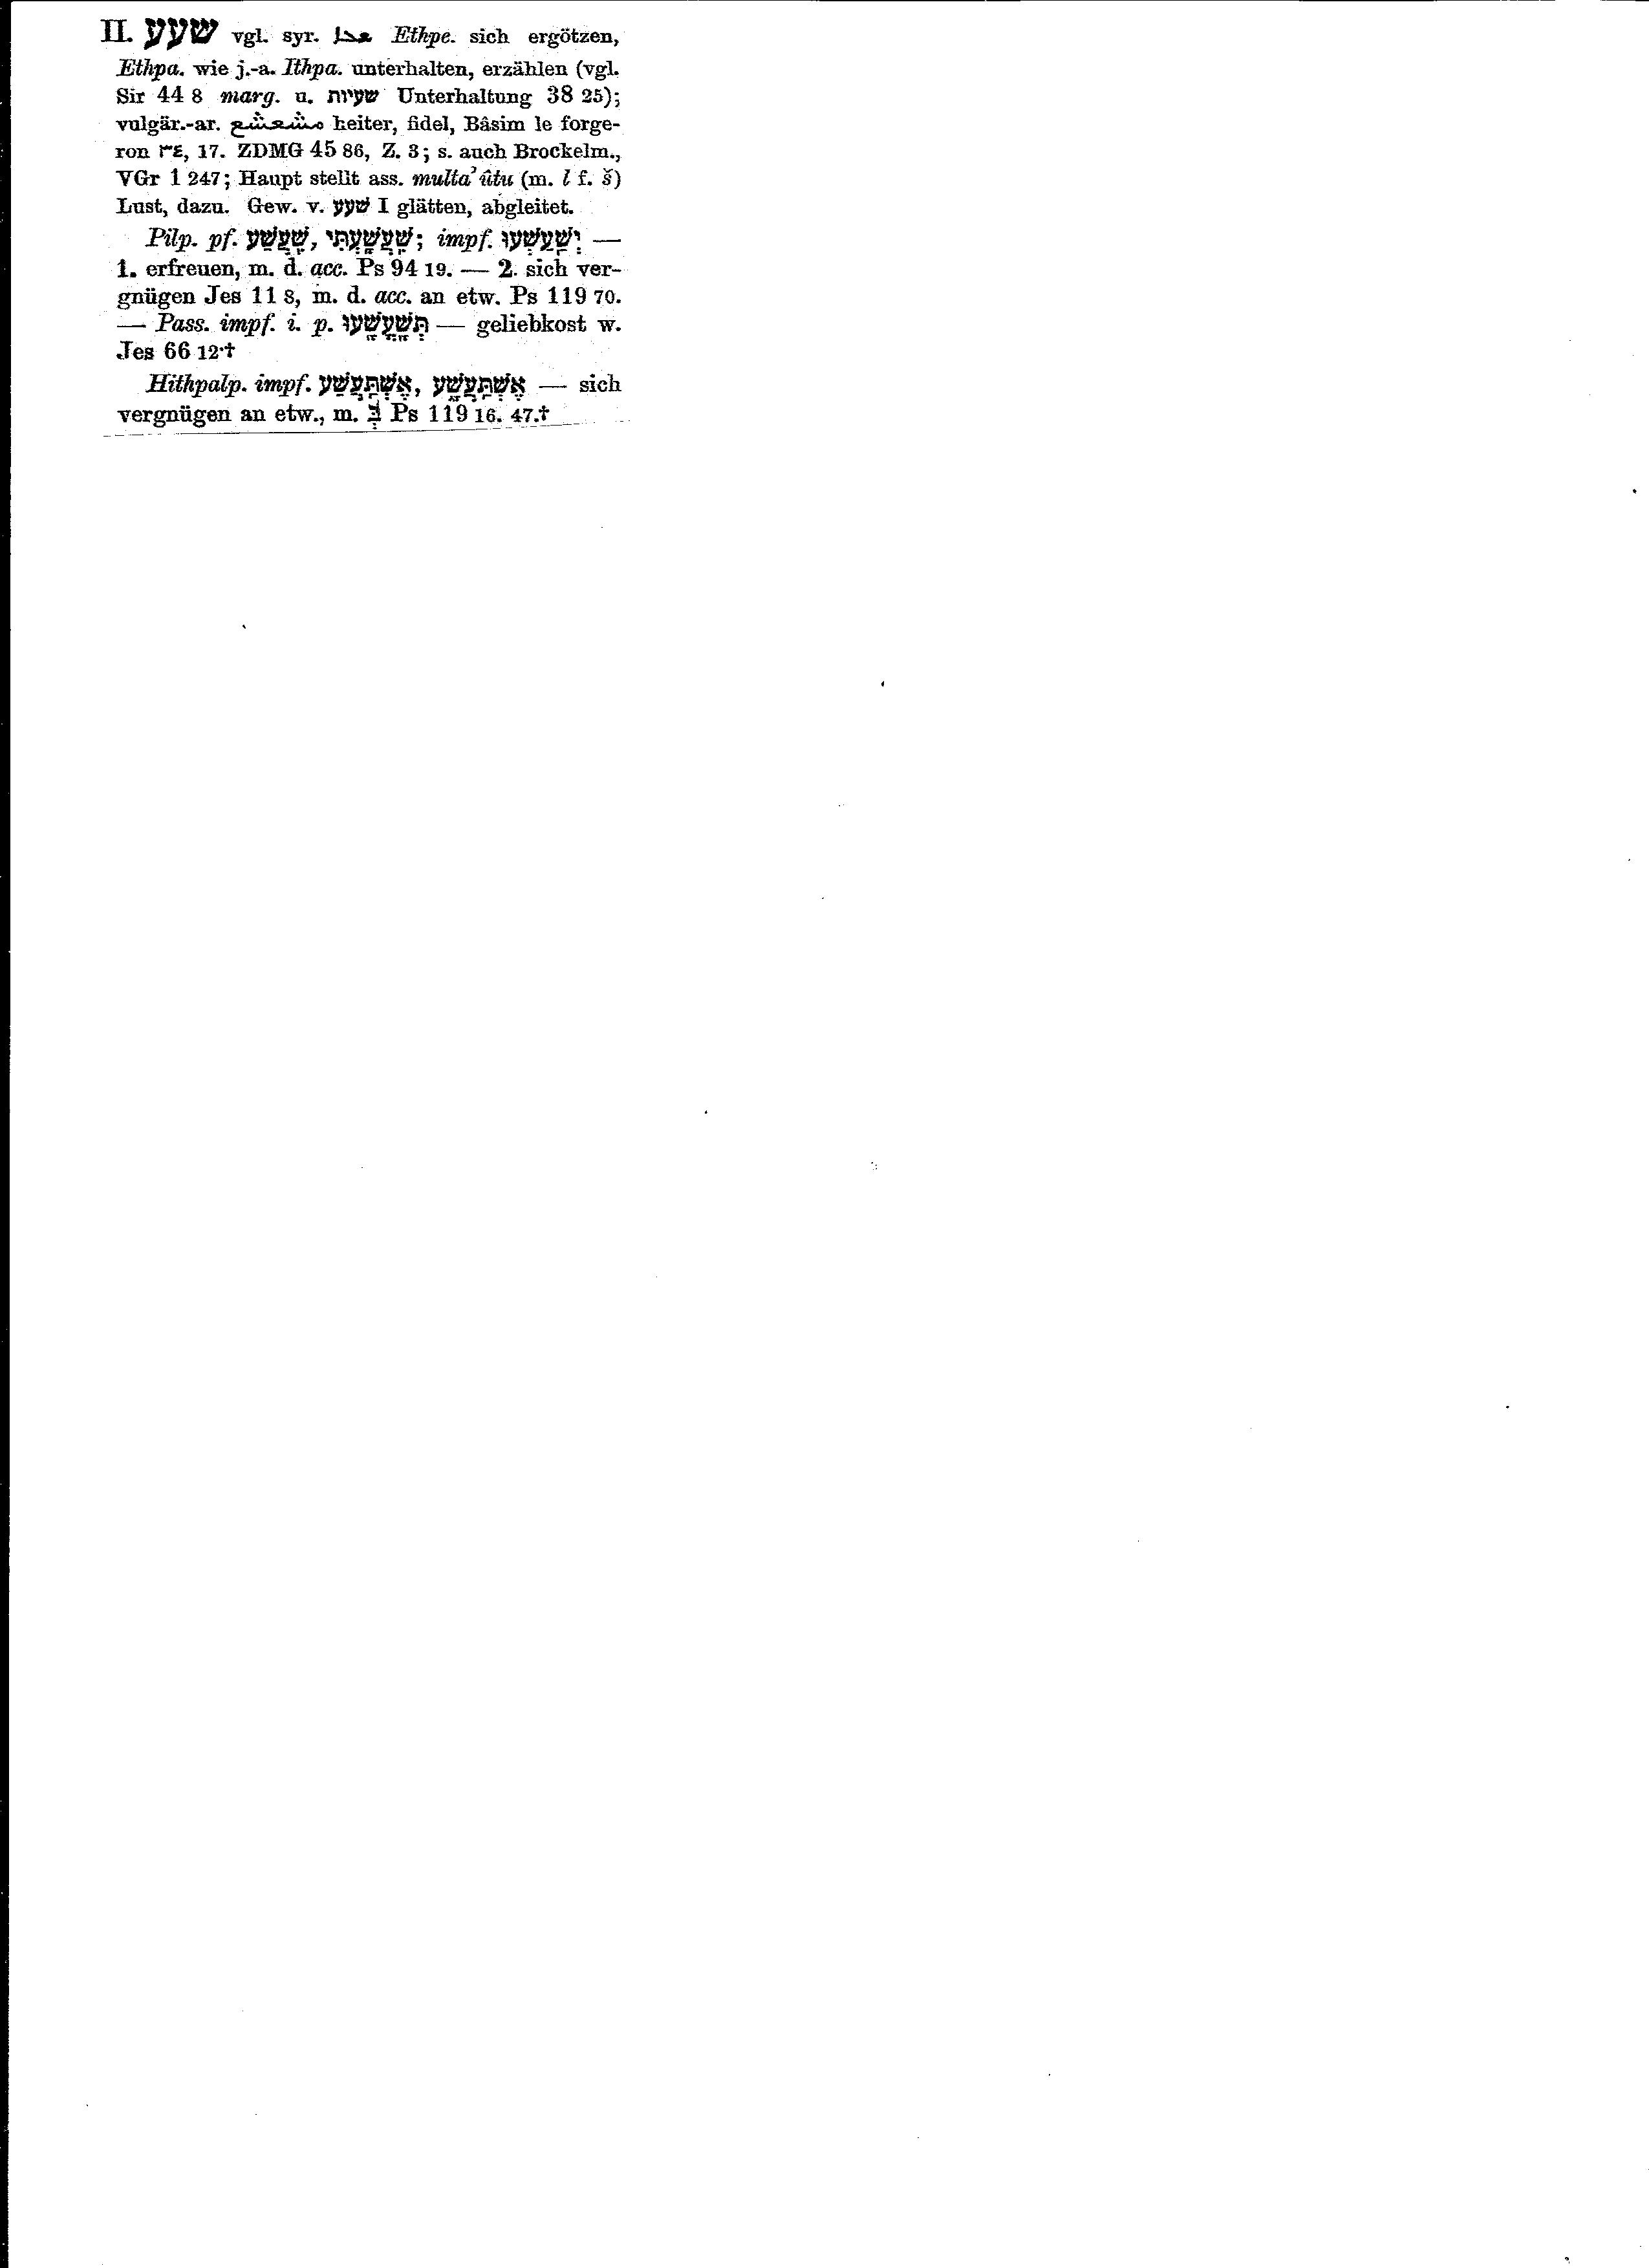 II. שעע vgl. syr. ܫܥܐ Ethpe. sich ergötzen,
Ethpa. wie j.-a. Ithpa. unterhalten, erzählen (vgl.
Sir 44 8 marg. u. שעיות Unterhaltung 38 25);
vulgär.-ar. مشعشع heiter, fidel, Bâsim le forge-
ron ٣٤, 17. ZDMG 45 86, Z. 3; s. auch Brockelm.,
VGr 1 247; Haupt stellt ass. multaʾûtu (m. l f. š)
Lust, dazu. Gew. v. שׁעע I glätten, abgleitet.
Pilp. pf. שִׁעֲשַׁע, שִׁעֲשָׁעְתִּי; impf. יְשַׁעַשְׁעוּ —
1. erfreuen, m. d. acc. Ps 94 19. — 2. sich ver-
gnügen Jes 11 8, m. d. acc. an etw. Ps 119 70.
— Pass. impf. i. p. תְּשָׁעֳשָׁעוּ — geliebkost w.
Jes 66 12.†
Hithpalp. impf. אֶשְׁתַּעֲשַׁע, אֶשְׁתַּעֲשָׁע — sich
vergnügen an etw., m. בְּ Ps 119 16. 47.†